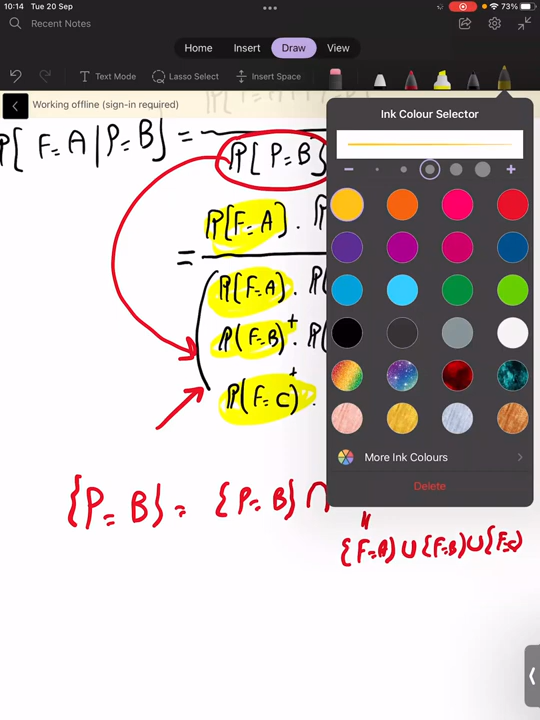 10:14 Tue 20 Sep 73%
Recent Notes
Home Insert Draw View
Text Mode Lasso Select Insert Space
Working offline (sign-in required)
Ink Colour Selector
P[F=A|P=B] =
P[P=B]
P[F=A] . P
=
P[F=A] . P
P(F=B) + . P
P(F=C) + .
More Ink Colours
Delete
{P=B} = {P=B} ∩
"
{F=A} ∪ {F=B} ∪ {F=C}